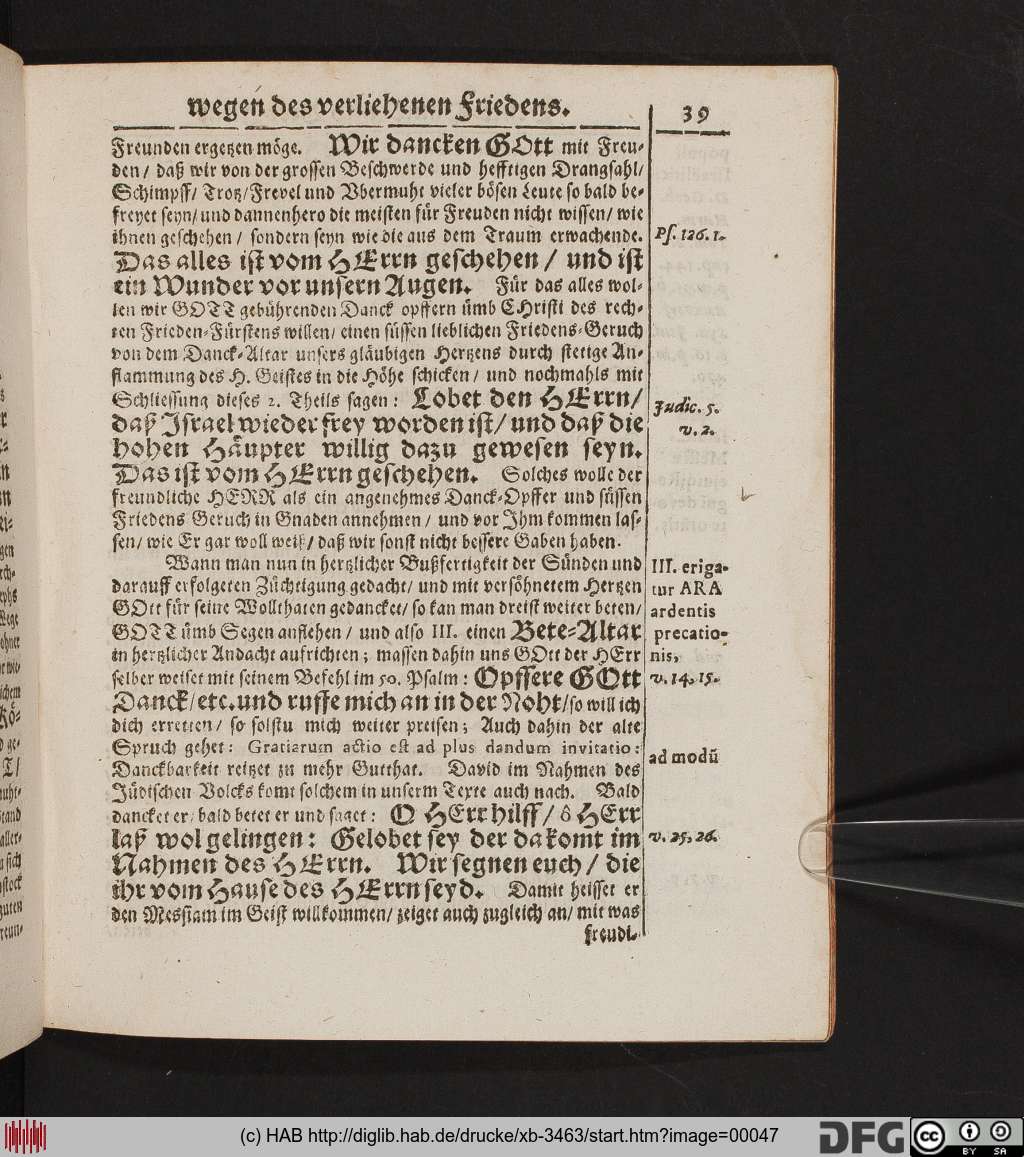 wegen des verliehenen Friedens.
39
Freunden ergetzen möge. Wir dancken GOtt mit Freu-
den/ daß wir von der grossen Beschwerde und hefftigen Drangsahl/
Schimpff/ Trotz/ Frevel und Vbermuht vieler bösen Leute so bald be-
freyet seyn/ und dannenhero die meisten für Freuden nicht wissen/ wie
ihnen geschehen/ sondern seyn wie die aus dem Traum erwachende.
Ps. 126. 1.
Das alles ist vom HErrn geschehen/ und ist
ein Wunder vor unsern Augen. Für das alles wol-
len wir GOTT gebührenden Danck opffern ümb CHristi des rech-
ten Frieden-Fürstens willen/ einen süssen lieblichen Friedens-Geruch
von dem Danck-Altar unsers gläubigen Hertzens durch stetige An-
flammung des H. Geistes in die Höhe schicken/ und nochmahls mit
Schliessung dieses 2. Theils sagen: Lobet den HErrn/
Judic. 5.
daß Israel wieder frey worden ist/ und daß die
v. 2.
hohen Häupter willig dazu gewesen seyn.
Das ist vom HErrn geschehen. Solches wolle der
freundliche HERR als ein angenehmes Danck-Opffer und süssen
Friedens Geruch in Gnaden annehmen/ und vor Jhm kommen las-
sen/ wie Er gar woll weiß/ daß wir sonst nicht bessere Gaben haben.
Wann man nun in hertzlicher Bußfertigkeit der Sünden und
III. eriga-
darauff erfolgeten Züchtigung gedacht/ und mit versöhnetem Hertzen
tur ARA
GOtt für seine Wollthaten gedancket/ so kan man dreist weiter beten/
ardentis
GOTT ümb Segen anflehen/ und also III. einen Bete-Altar
precatio-
in hertzlicher Andacht aufrichten; massen dahin uns GOtt der HErr
nis,
selber weiset mit seinem Befehl im 50. Psalm: Opffere GOtt
v. 14. 15.
Danck/ etc. und ruffe mich an in der Noht/ so will ich
dich erretten/ so solstu mich weiter preisen; Auch dahin der alte
Spruch gehet: Gratiarum actio est ad plus dandum invitatio:
ad modū
Danckbarkeit reitzet zu mehr Gutthat. David im Nahmen des
Jüdischen Volcks komt solchem in unserm Texte auch nach. Bald
dancket er/ bald betet er und saget: O HErr hilff/ ô HErr
laß wol gelingen: Gelobet sey der da komt im
v. 25. 26.
Nahmen des HErrn. Wir segnen euch/ die
ihr vom Hause des HErrn seyd. Damit heisset er
den Messiam im Geist willkommen/ zeiget auch zugleich an/ mit was
freudi-
(c) HAB http://diglib.hab.de/drucke/xb-3463/start.htm?image=00047
DFG
cc
BY SA